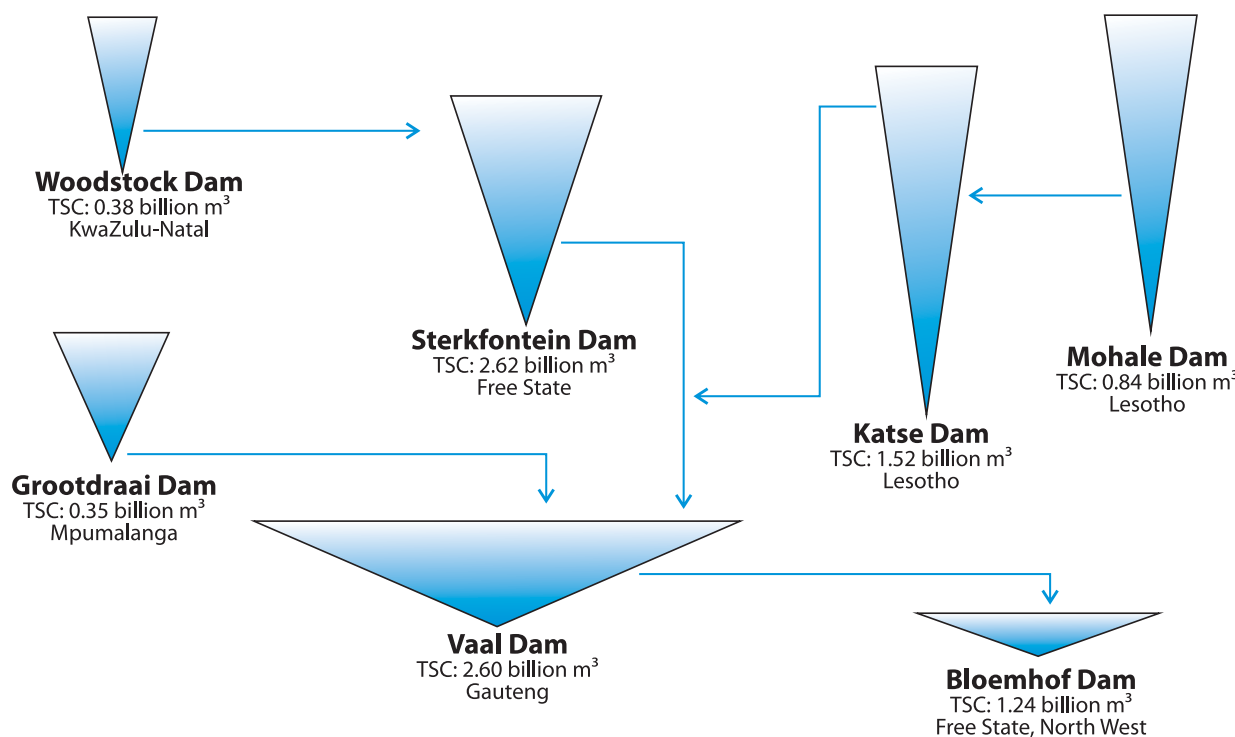 Woodstock Dam
TSC: 0.38 billion m³
KwaZulu-Natal
Sterkfontein Dam
TSC: 2.62 billion m³
Free State
Mohale Dam
TSC: 0.84 billion m³
Lesotho
Katse Dam
TSC: 1.52 billion m³
Lesotho
Grootdraai Dam
TSC: 0.35 billion m³
Mpumalanga
Vaal Dam
TSC: 2.60 billion m³
Gauteng
Bloemhof Dam
TSC: 1.24 billion m³
Free State, North West